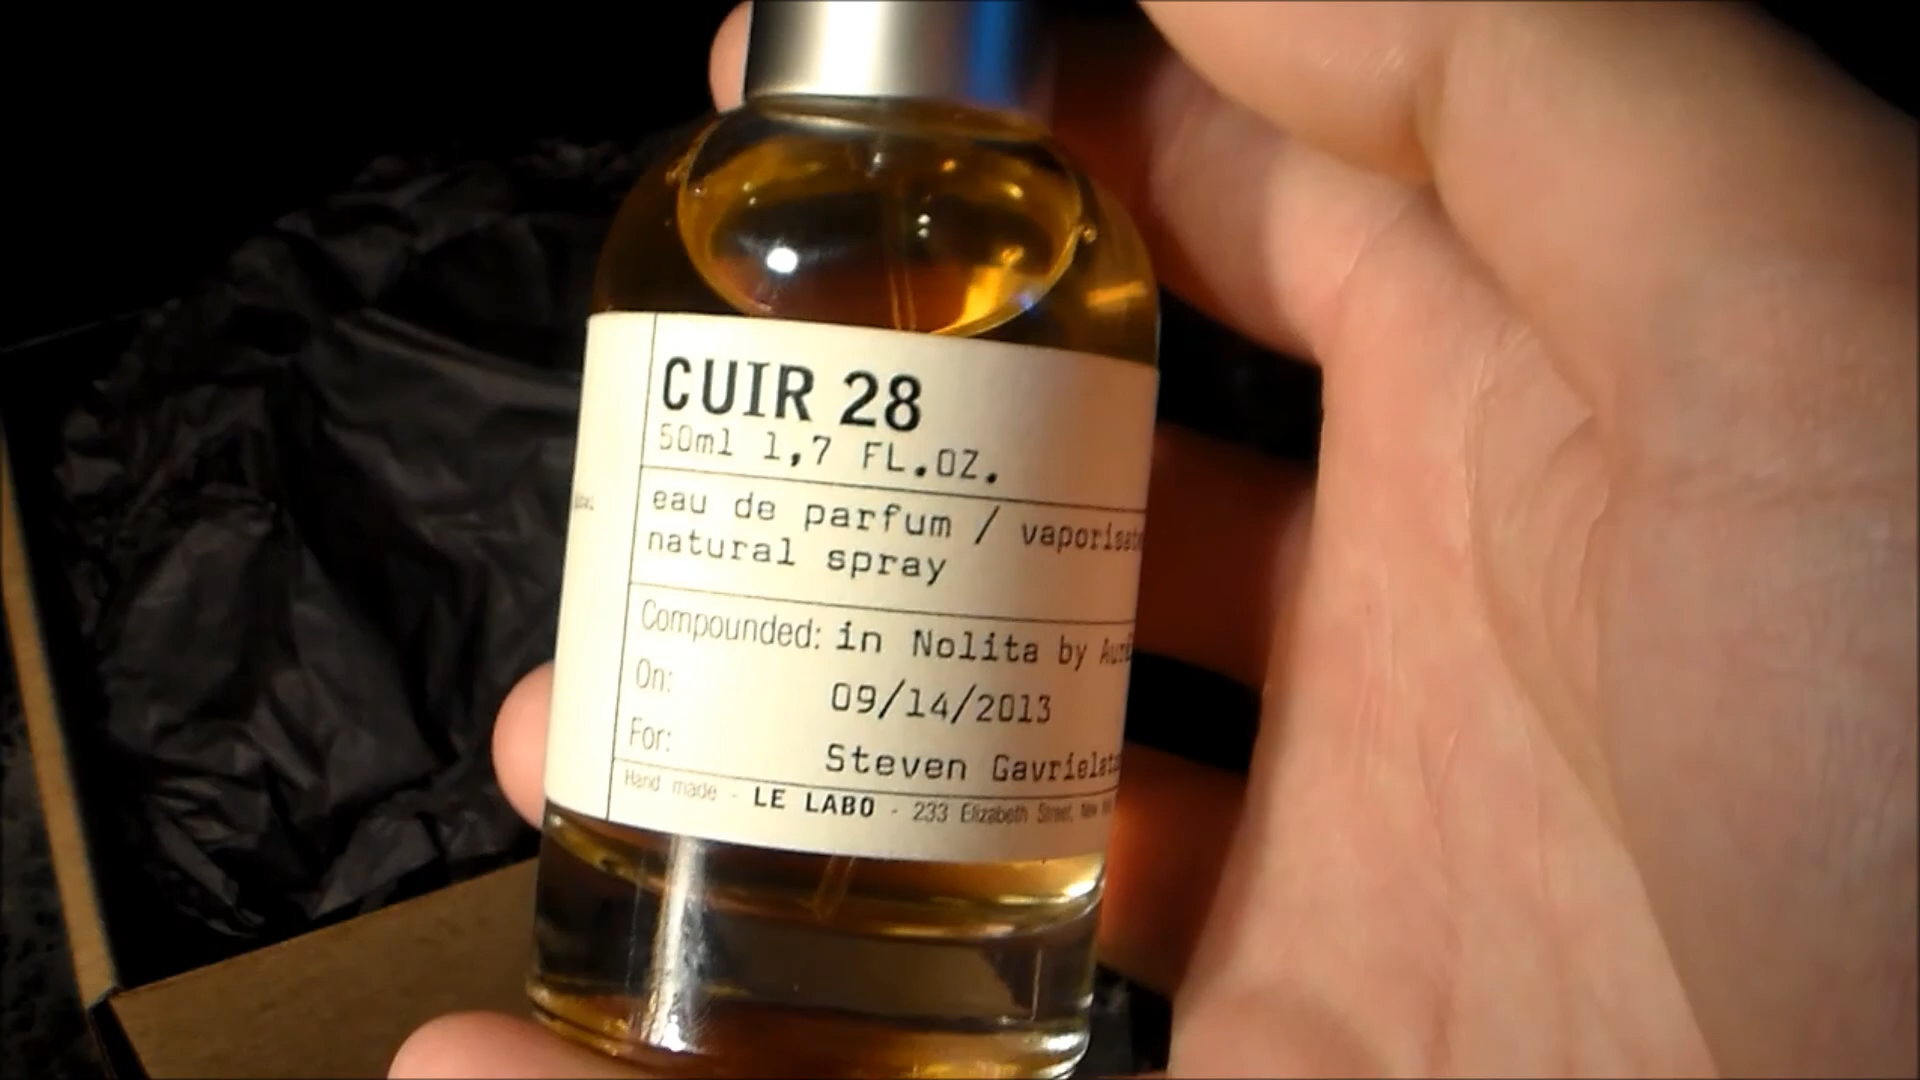 CUIR 28
50ml 1,7 FL.OZ.
eau de parfum /
natural spray
Compounded: in Nolita by
On: 09/14/2013
For: Steven
Hand made - LE LABO - 233 Elizabeth Street, New